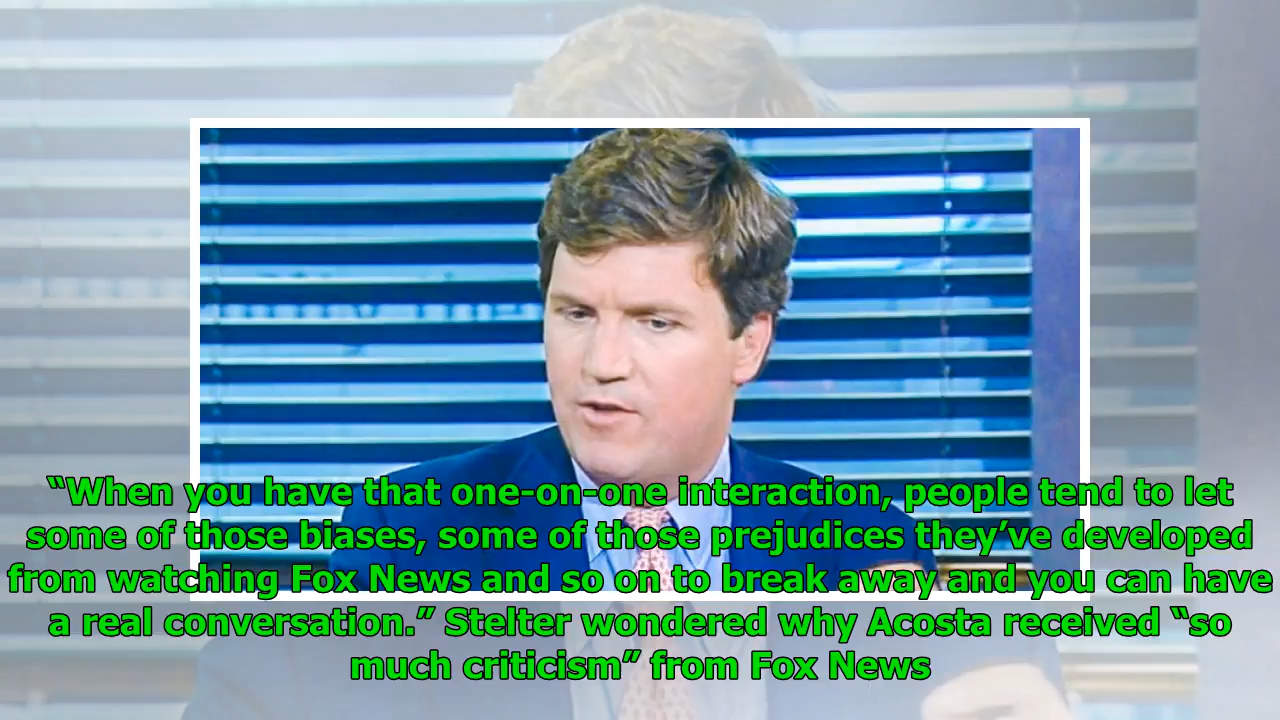 “When you have that one-on-one interaction, people tend to let
some of those biases, some of those prejudices they’ve developed
from watching Fox News and so on to break away and you can have
a real conversation.” Stelter wondered why Acosta received “so
much criticism” from Fox News